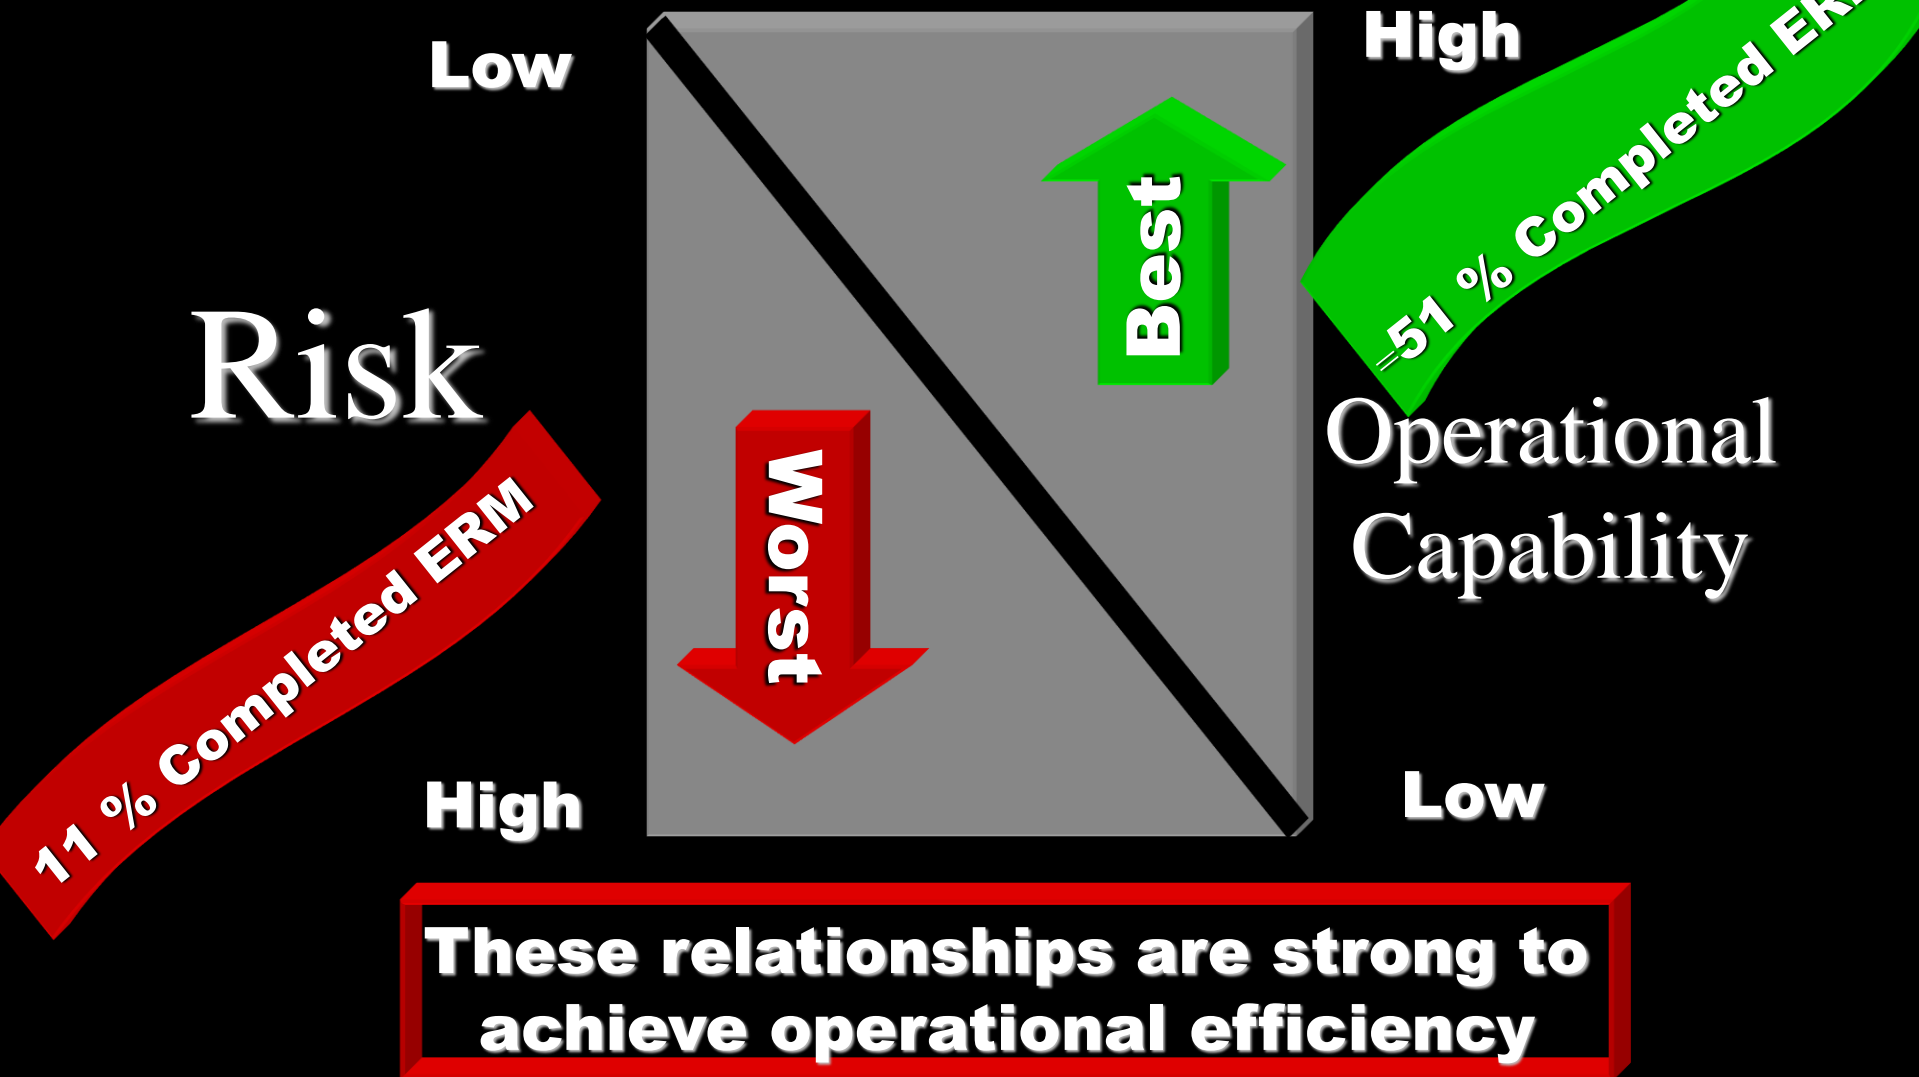 Low
High
=51 % Completed
Best
Risk
Operational
Capability
Worst
11 % Completed ERM
High
Low
These relationships are strong to
achieve operational efficiency